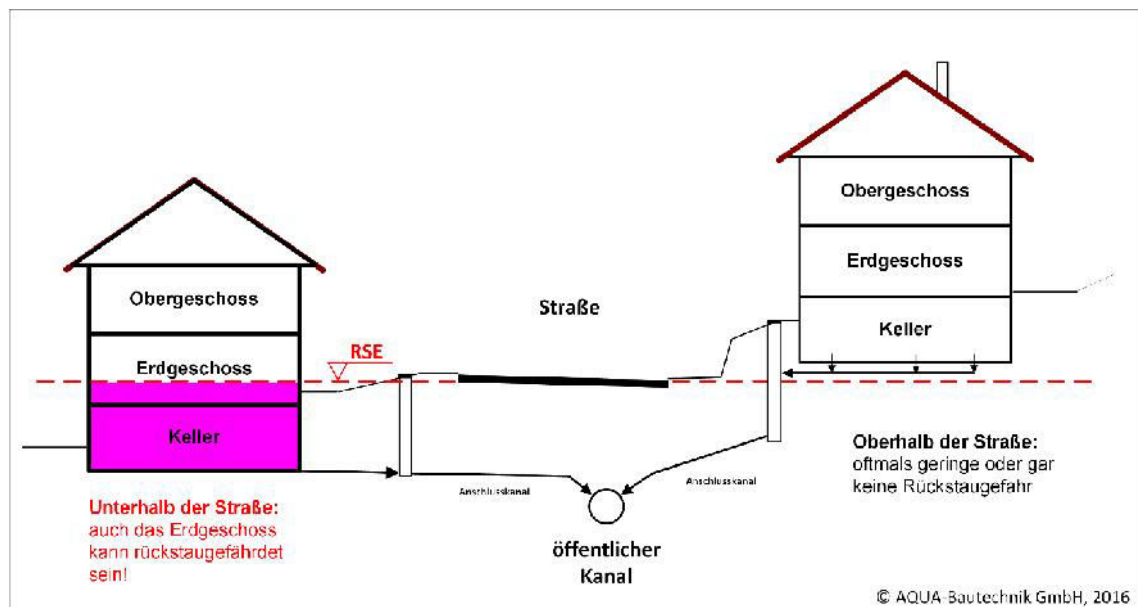 Obergeschoss
Erdgeschoss
Keller
Straße
RSE
Obergeschoss
Erdgeschoss
Keller
Unterhalb der Straße:
auch das Erdgeschoss
kann rückstaugefährdet
sein!
Anschlusskanal
Anschlusskanal
öffentlicher
Kanal
Oberhalb der Straße:
oftmals geringe oder gar
keine Rückstaugefahr
© AQUA-Bautechnik GmbH, 2016